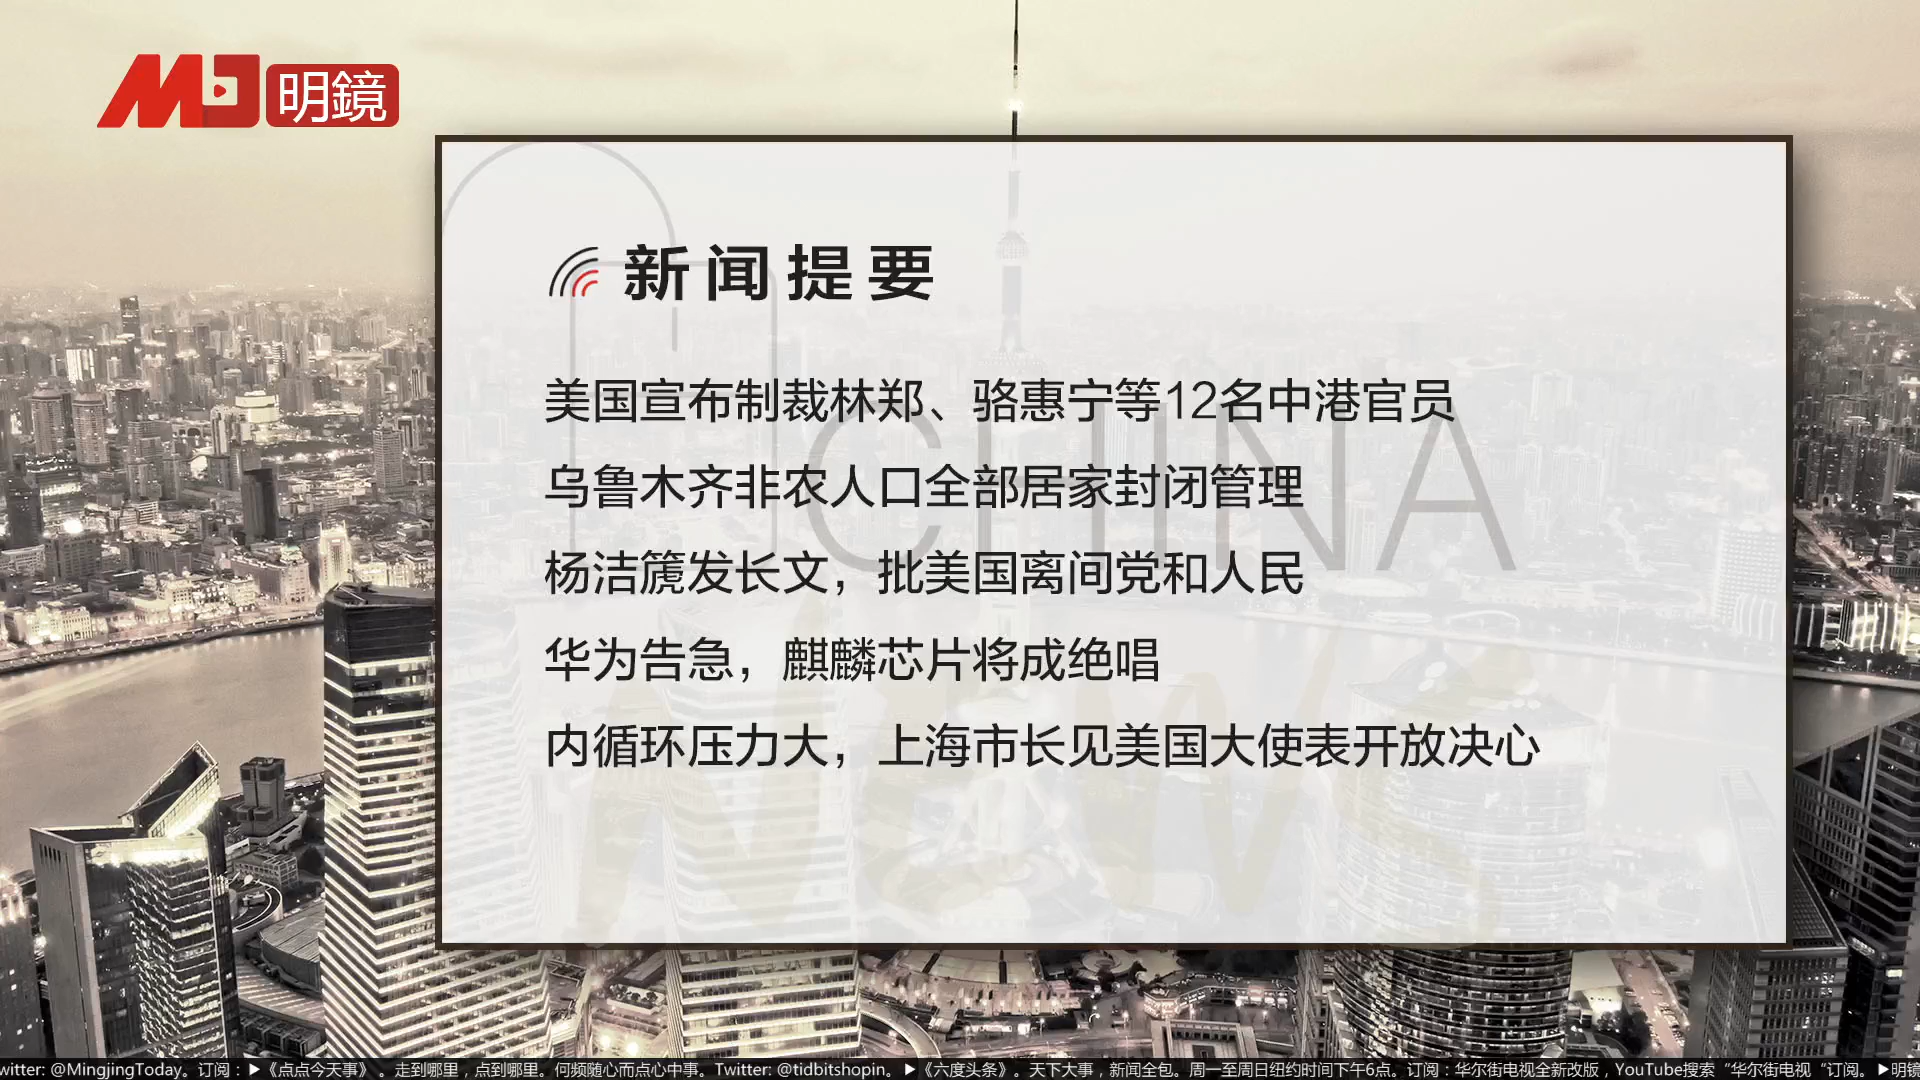 MJ 明鏡
新闻提要
美国宣布制裁林郑、骆惠宁等12名中港官员
乌鲁木齐非农人口全部居家封闭管理
杨洁篪发长文，批美国离间党和人民
华为告急，麒麟芯片将成绝唱
内循环压力大，上海市长见美国大使表开放决心
CHINA
News
witter: @MingjingToday。订阅：▶《点点今天事》。走到哪里，点到哪里。何频随心而点心中事。Twitter: @tidbitshopin。▶《六度头条》。天下大事，新闻全包。周一至周日纽约时间下午6点。订阅：华尔街电视全新改版，YouTube搜索“华尔街电视“订阅。▶明镜